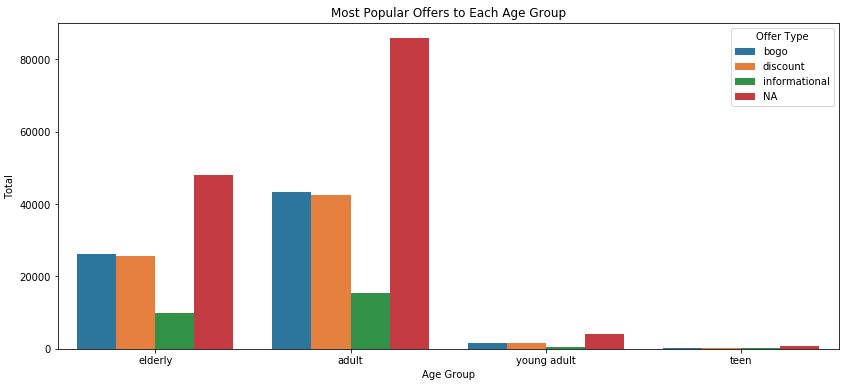 Most Popular Offers to Each Age Group
Offer Type
bogo
discount
informational
NA
Total
80000
60000
40000
20000
0
elderly
adult
young adult
teen
Age Group